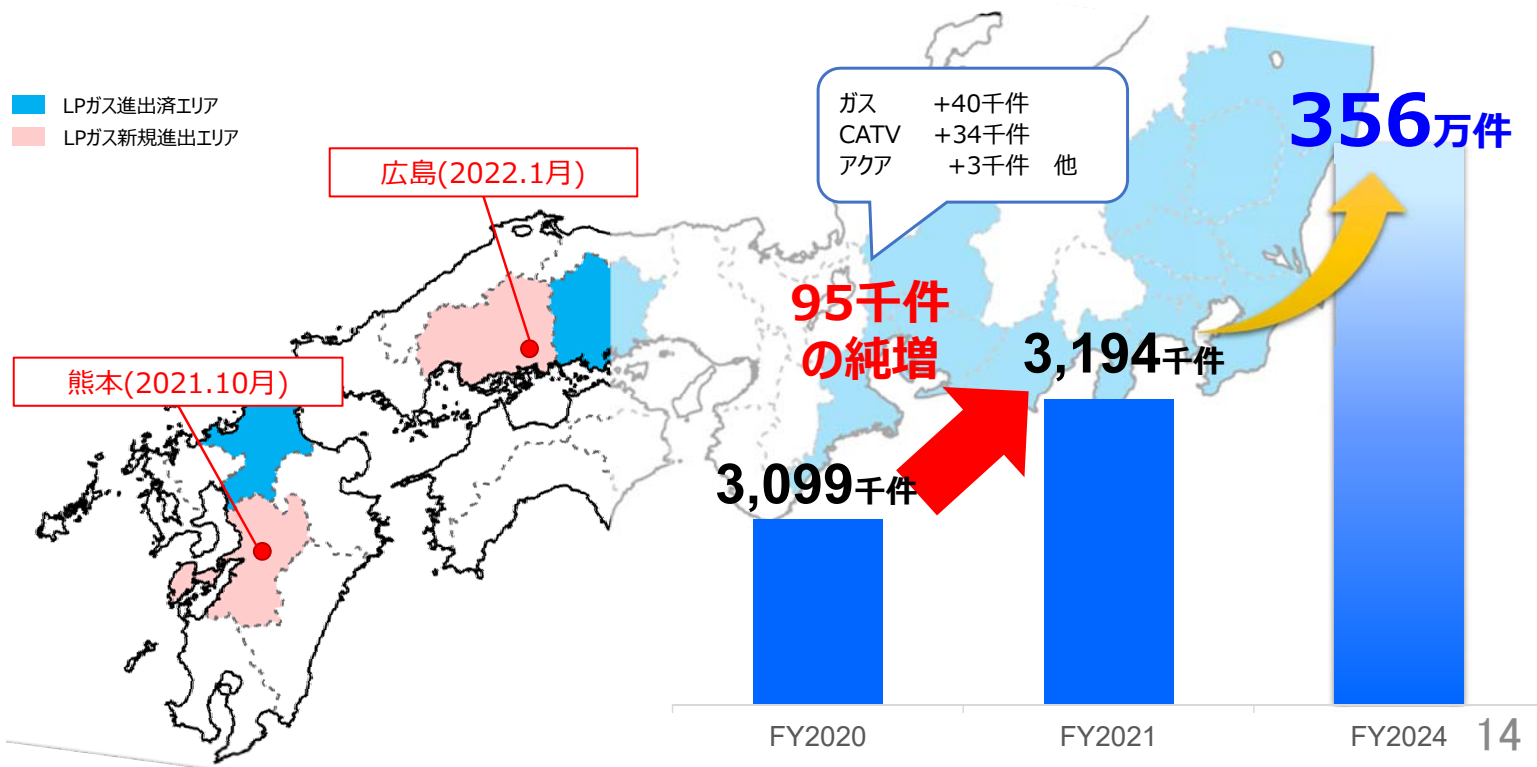 LPガス進出済エリア
LPガス新規進出エリア
広島(2022.1月)
熊本(2021.10月)
ガス +40千件
CATV +34千件
アクア +3千件 他
95千件
の純増
3,099千件
3,194千件
356万件
FY2020
FY2021
FY2024
14